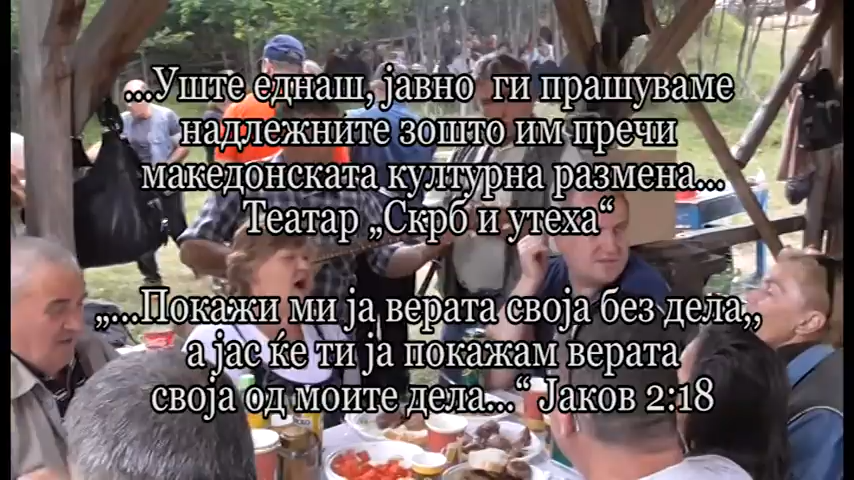 ...Уште еднаш, јавно ги прашуваме
надлежните зошто им пречи
македонската културна размена...
Театар „Скрб и утеха“
„...Покажи ми ја верата своја без дела,,
а јас ќе ти ја покажам верата
своја од моите дела...“ Јаков 2:18